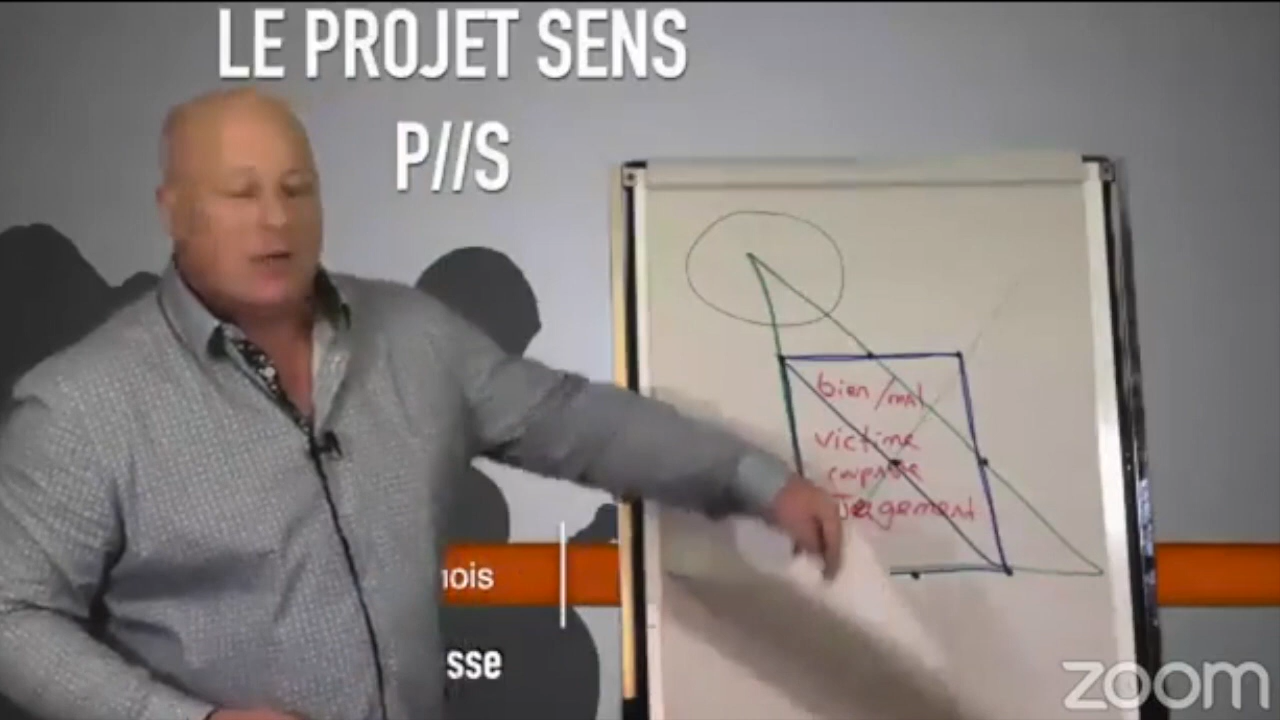 LE PROJET SENS
P//S
bien/mal
victime
Jugement
nois
sse
zoom